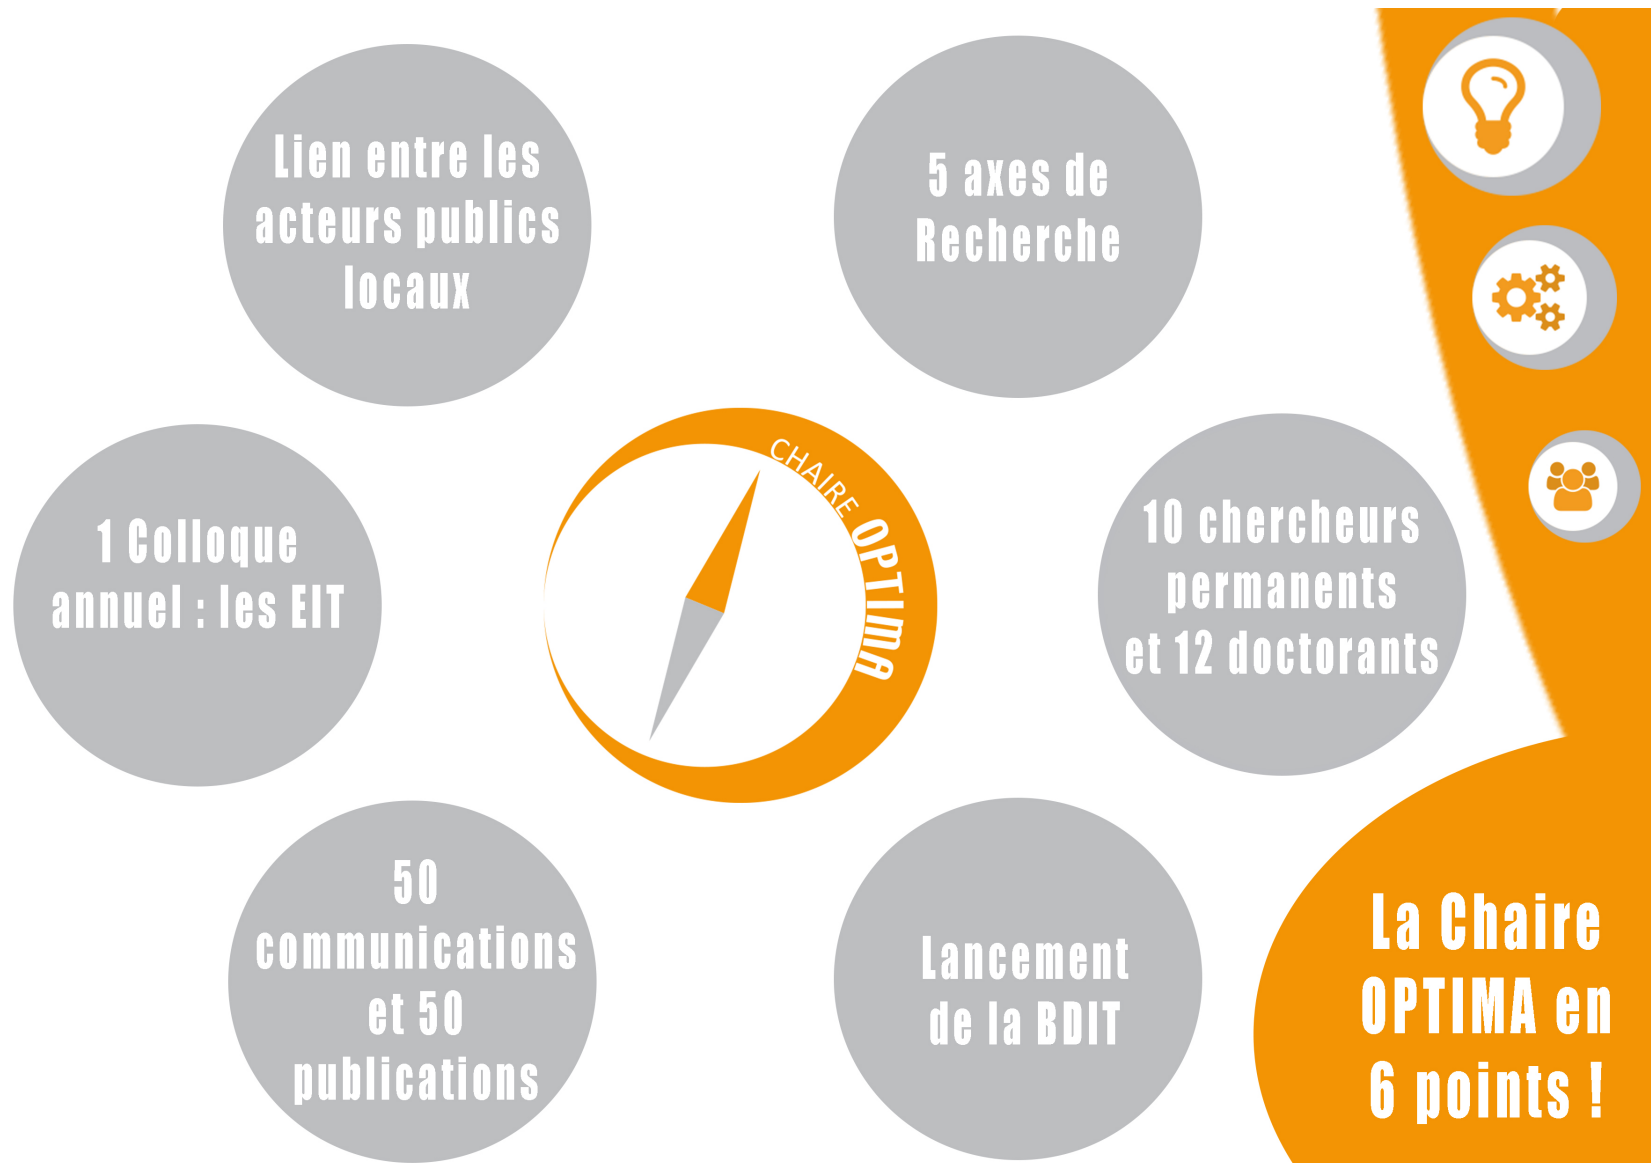 Lien entre les
acteurs publics
locaux
5 axes de
Recherche
1 Colloque
annuel : les EIT
CHAIRE OPTIMA
10 chercheurs
permanents
et 12 doctorants
50
communications
et 50
publications
Lancement
de la BDIT
La Chaire
OPTIMA en
6 points !